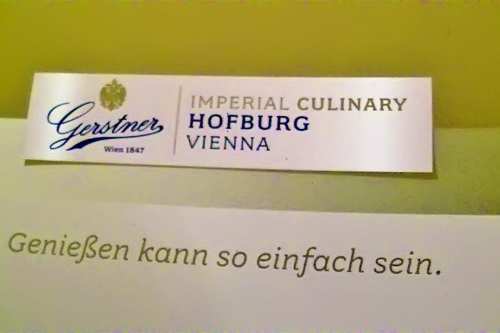 Gerstner
Wien 1847
IMPERIAL CULINARY
HOFBURG
VIENNA
Genießen kann so einfach sein.